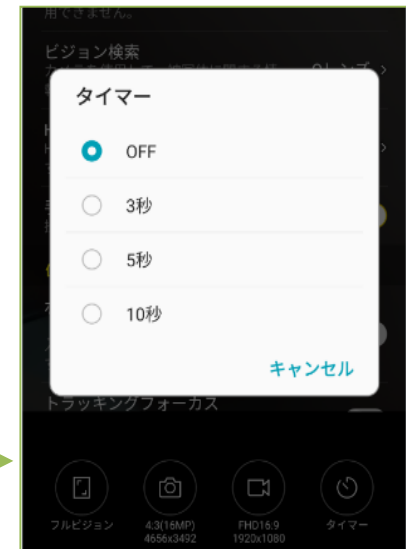 用できません。
ビジョン検索
タイマー
OFF
3秒
5秒
10秒
キャンセル
トラッキングフォーカス
フルビジョン
4:3(16MP)
4656x3492
FHD16:9
1920x1080
タイマー